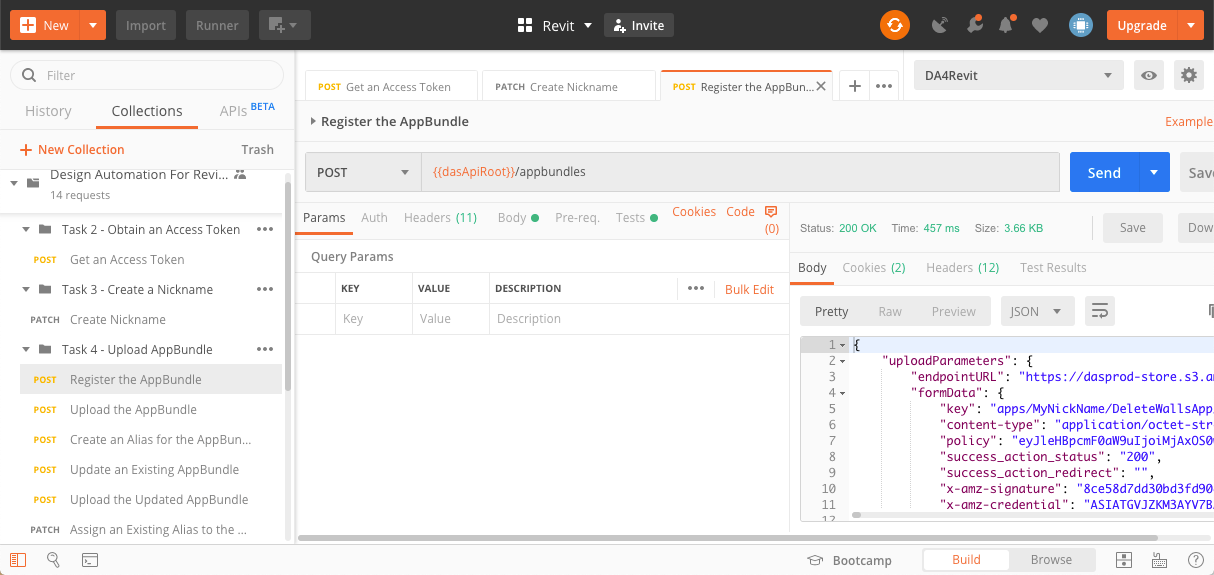 New Import Runner Revit Invite Upgrade
Filter
History Collections APIs BETA
New Collection Trash
Design Automation For Revi...
14 requests
Task 2 - Obtain an Access Token •••
POST Get an Access Token
Task 3 - Create a Nickname •••
PATCH Create Nickname
Task 4 - Upload AppBundle •••
POST Register the AppBundle
POST Upload the AppBundle
POST Create an Alias for the AppBun...
POST Update an Existing AppBundle
POST Upload the Updated AppBundle
PATCH Assign an Existing Alias to the ...
POST Get an Access Token PATCH Create Nickname POST Register the AppBun... •••
DA4Revit
Register the AppBundle
Example
POST {{dasApiRoot}}/appbundles Send Save
Params Auth Headers (11) Body Pre-req. Tests Cookies Code
(0)
Query Params
KEY VALUE DESCRIPTION ••• Bulk Edit
Key Value Description
Status: 200 OK Time: 457 ms Size: 3.66 KB Save Dow
Body Cookies (2) Headers (12) Test Results
Pretty Raw Preview JSON
1 {
2 "uploadParameters": {
3 "endpointURL": "https://dasprod-store.s3.am
4 "formData": {
5 "key": "apps/MyNickName/DeleteWallsApp
6 "content-type": "application/octet-str
7 "policy": "eyJleHBpcmF0aW9uIjoiMjAxOS0
8 "success_action_status": "200",
9 "success_action_redirect": "",
10 "x-amz-signature": "8ce58d7dd30bd3fd90
11 "x-amz-credential": "ASIATGVJZKM3AYV7B
12
Bootcamp Build Browse